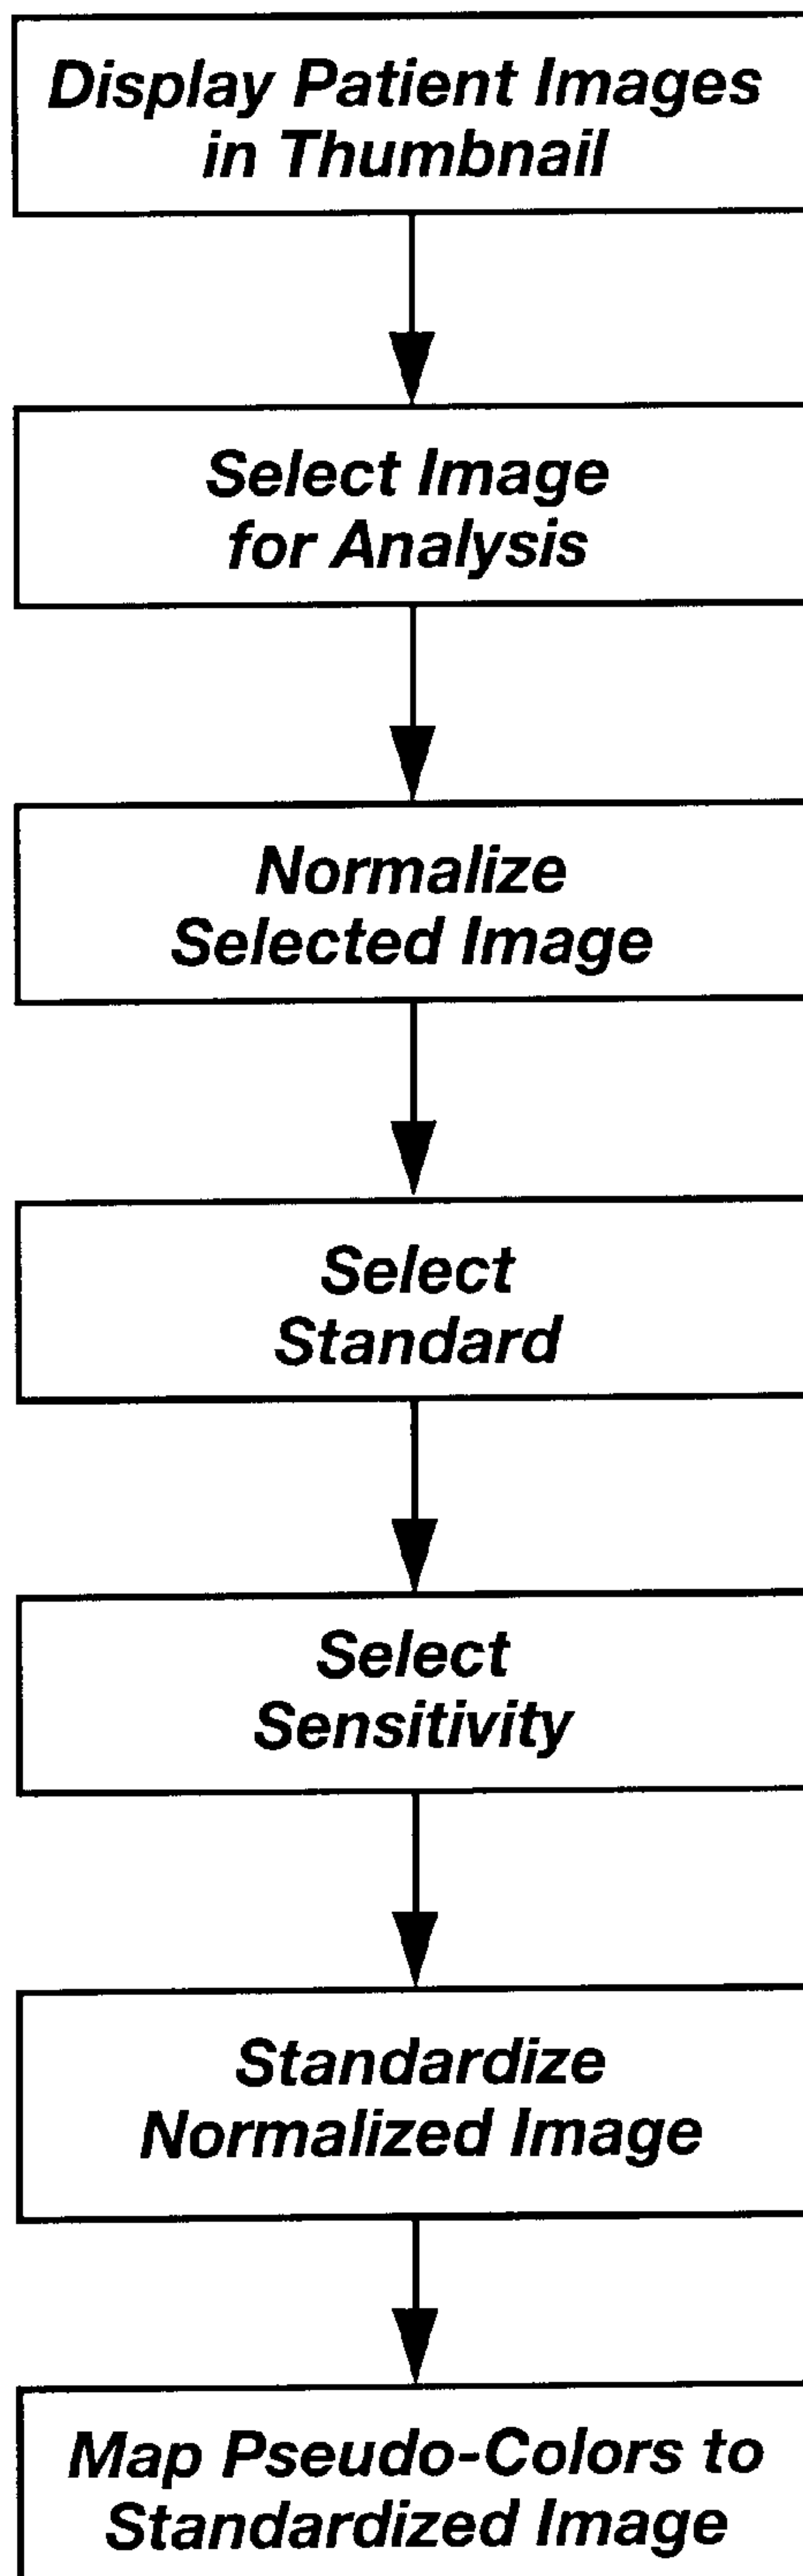 Display Patient Images
in Thumbnail
Select Image
for Analysis
Normalize
Selected Image
Select
Standard
Select
Sensitivity
Standardize
Normalized Image
Map Pseudo-Colors to
Standardized Image